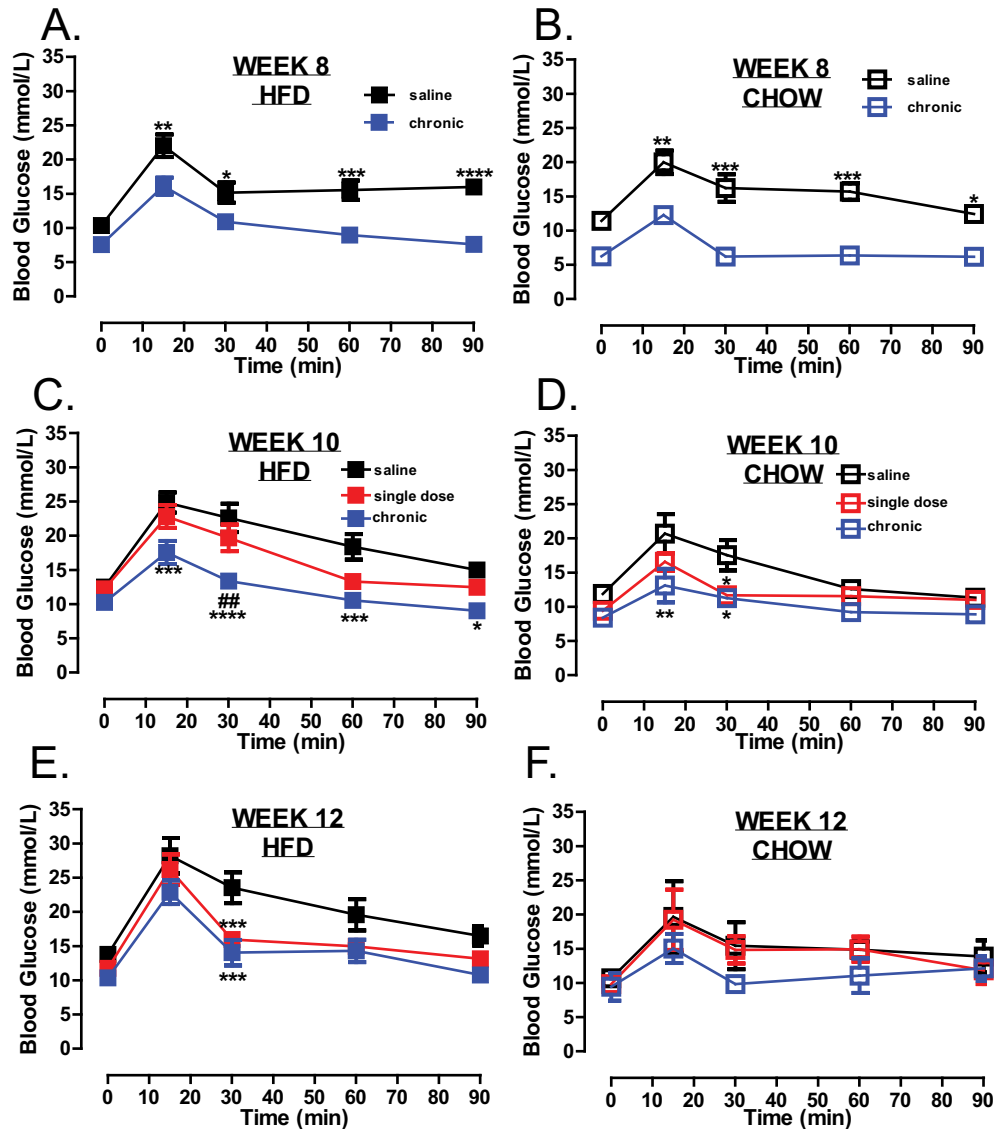 A.
WEEK 8
HFD
saline
chronic
Blood Glucose (mmol/L)
35
30
25
20
15
10
5
0
**
*
***
****
0 10 20 30 40 50 60 70 80 90
Time (min)
B.
WEEK 8
CHOW
saline
chronic
Blood Glucose (mmol/L)
35
30
25
20
15
10
5
0
**
***
***
*
0 10 20 30 40 50 60 70 80 90
Time (min)
C.
WEEK 10
HFD
saline
single dose
chronic
Blood Glucose (mmol/L)
35
30
25
20
15
10
5
0
***
##
****
***
*
0 10 20 30 40 50 60 70 80 90
Time (min)
D.
WEEK 10
CHOW
saline
single dose
chronic
Blood Glucose (mmol/L)
35
30
25
20
15
10
5
0
*
**
*
0 10 20 30 40 50 60 70 80 90
Time (min)
E.
WEEK 12
HFD
Blood Glucose (mmol/L)
35
30
25
20
15
10
5
0
***
***
0 10 20 30 40 50 60 70 80 90
Time (min)
F.
WEEK 12
CHOW
Blood Glucose (mmol/L)
35
30
25
20
15
10
5
0
0 10 20 30 40 50 60 70 80 90
Time (min)